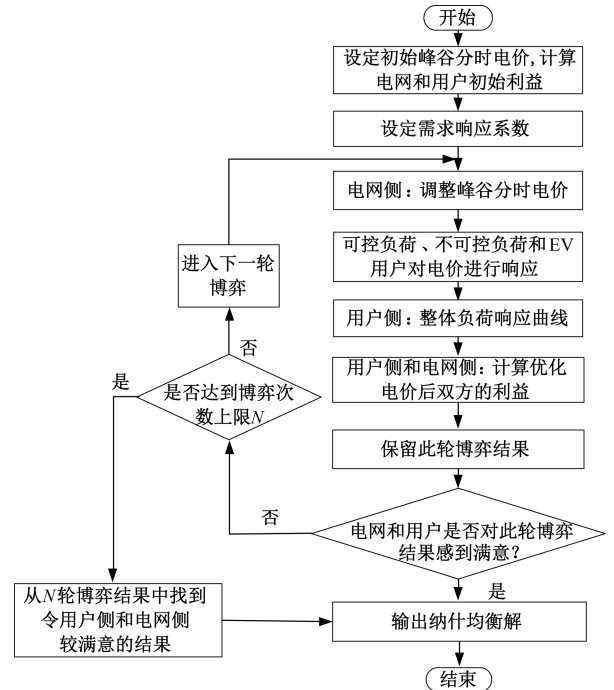 开始
设定初始峰谷分时电价,计算
电网和用户初始利益
设定需求响应系数
电网侧：调整峰谷分时电价
可控负荷、不可控负荷和EV
用户对电价进行响应
进入下一轮
博弈
用户侧：整体负荷响应曲线
否
用户侧和电网侧：计算优化
电价后双方的利益
是
是否达到博弈次
数上限N
保留此轮博弈结果
否
电网和用户是否对此轮博弈
结果感到满意?
是
从N轮博弈结果中找到
令用户侧和电网侧
较满意的结果
输出纳什均衡解
结束